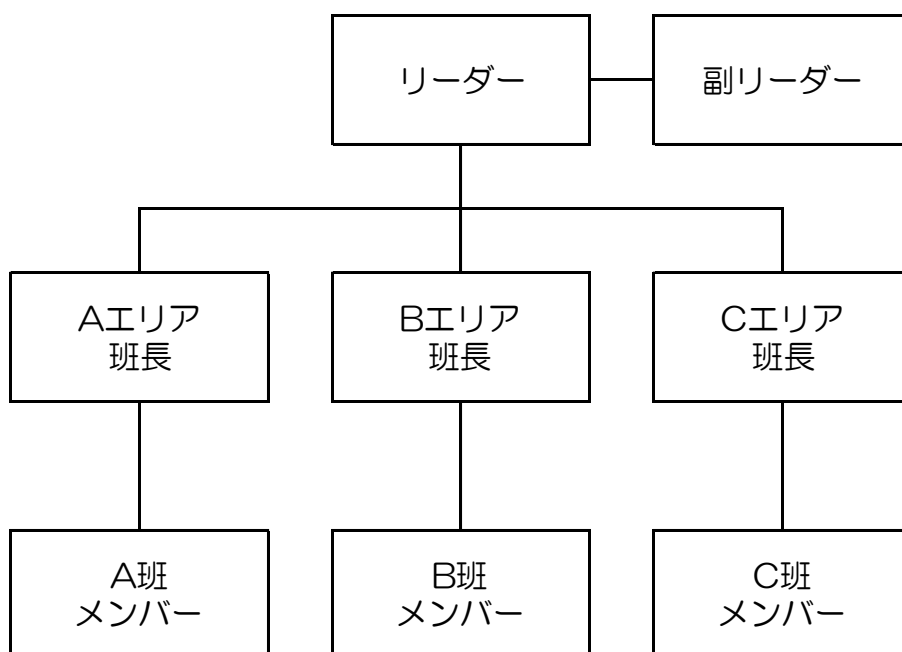 リーダー
副リーダー
Aエリア
班長
Bエリア
班長
Cエリア
班長
A班
メンバー
B班
メンバー
C班
メンバー